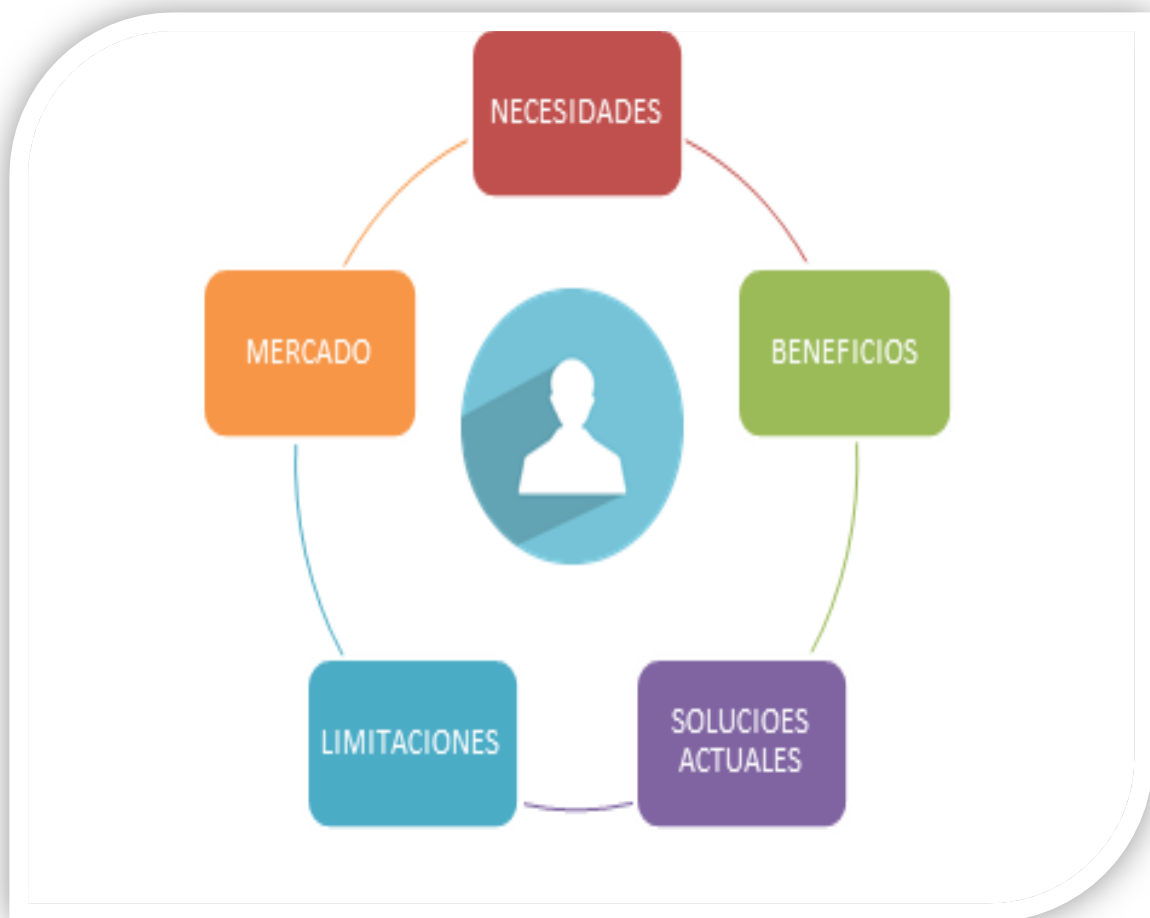 NECESIDADES
MERCADO
BENEFICIOS
LIMITACIONES
SOLUCIOES
ACTUALES